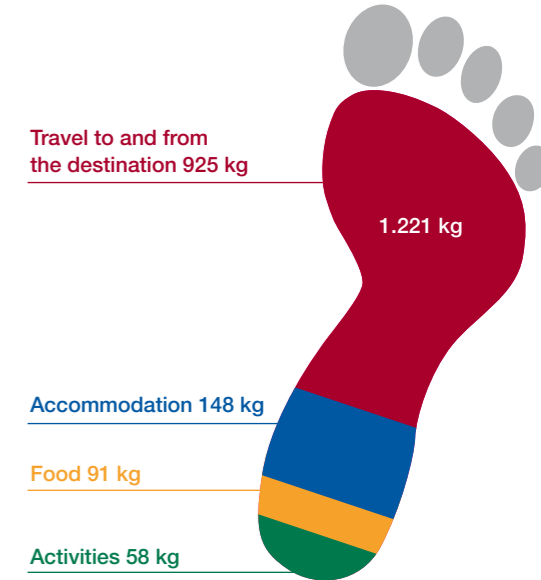 Travel to and from
the destination 925 kg
1.221 kg
Accommodation 148 kg
Food 91 kg
Activities 58 kg